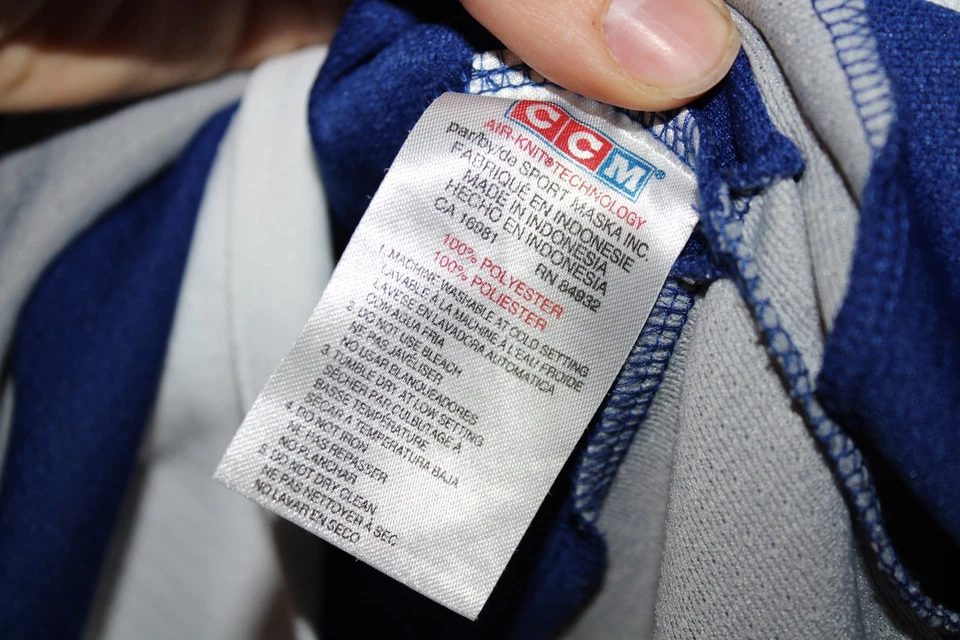 CCM®
AIR-KNIT®TECHNOLOGY
par/by/de SPORT MASKA INC.
FABRIQUÉ EN INDONESIE
MADE IN INDONESIA
HECHO EN INDONESIA
CA 16981 RN 84932
100% POLYESTER
100% POLIESTER
1. MACHINE WASHABLE AT COLD SETTING
LAVABLE À LA MACHINE À L'EAU FROIDE
LAVESE EN LAVADORA AUTOMATICA
CON AGUA FRIA
2. DO NOT USE BLEACH
NE PAS JAVELISER
NO USAR BLANQUEADORES
3. TUMBLE DRY AT LOW SETTING
SÉCHER PAR CULBUTAGE À
BASSE TEMPÉRATURE
SECAR A TEMPERATURA BAJA
4. DO NOT IRON
NE PAS REPASSER
NO PLANCHAR
5. DO NOT DRY CLEAN
NE PAS NETTOYER À SEC
NO LAVAR EN SECO